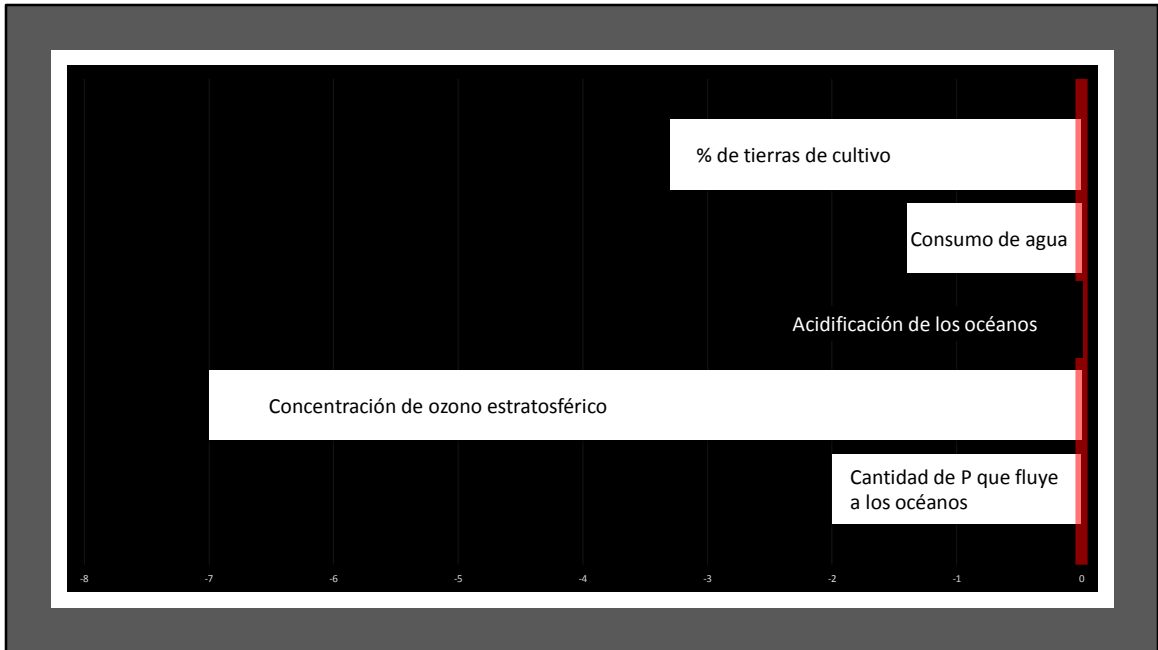 % de tierras de cultivo
Consumo de agua
Acidificación de los océanos
Concentración de ozono estratosférico
Cantidad de P que fluye
a los océanos
-8 -7 -6 -5 -4 -3 -2 -1 0